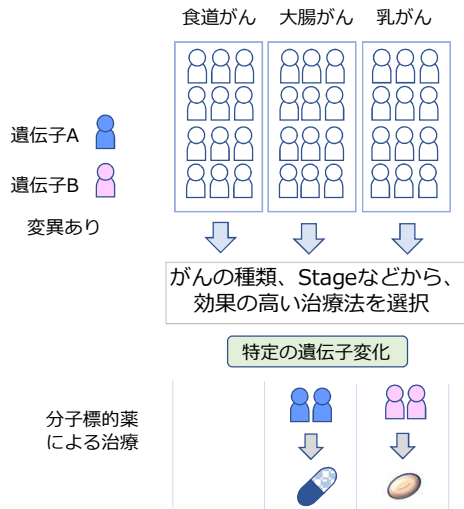 食道がん 大腸がん 乳がん
遺伝子A
遺伝子B
変異あり
がんの種類、Stageなどから、
効果の高い治療法を選択
特定の遺伝子変化
分子標的薬
による治療